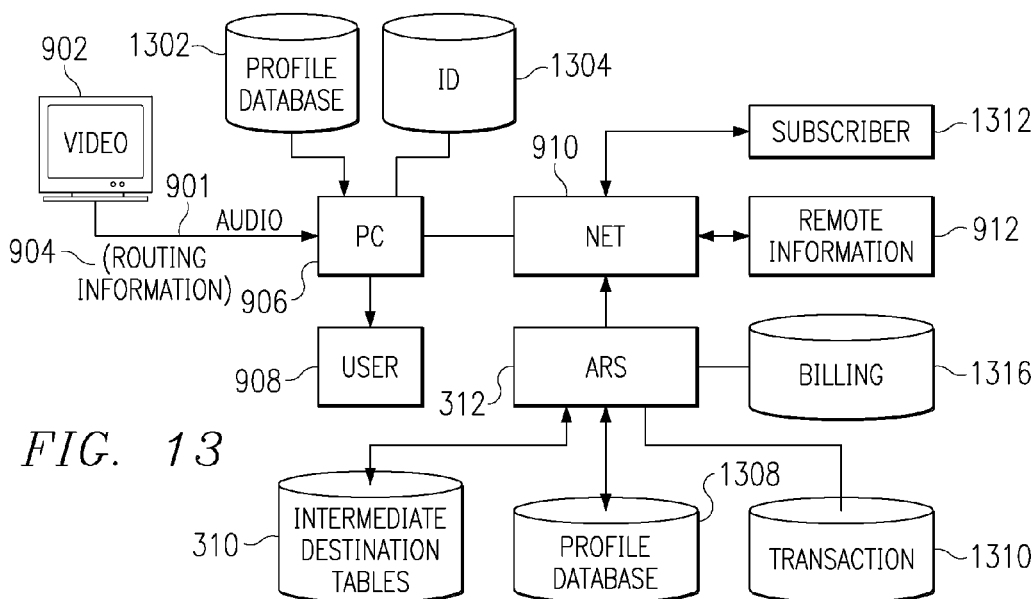 1302
902
PROFILE
DATABASE
ID
1304
VIDEO
910
SUBSCRIBER
1312
901
AUDIO
904
(ROUTING
INFORMATION)
PC
906
NET
REMOTE
INFORMATION
912
USER
908
ARS
312
BILLING
1316
FIG. 13
1308
310
INTERMEDIATE
DESTINATION
TABLES
PROFILE
DATABASE
TRANSACTION
1310